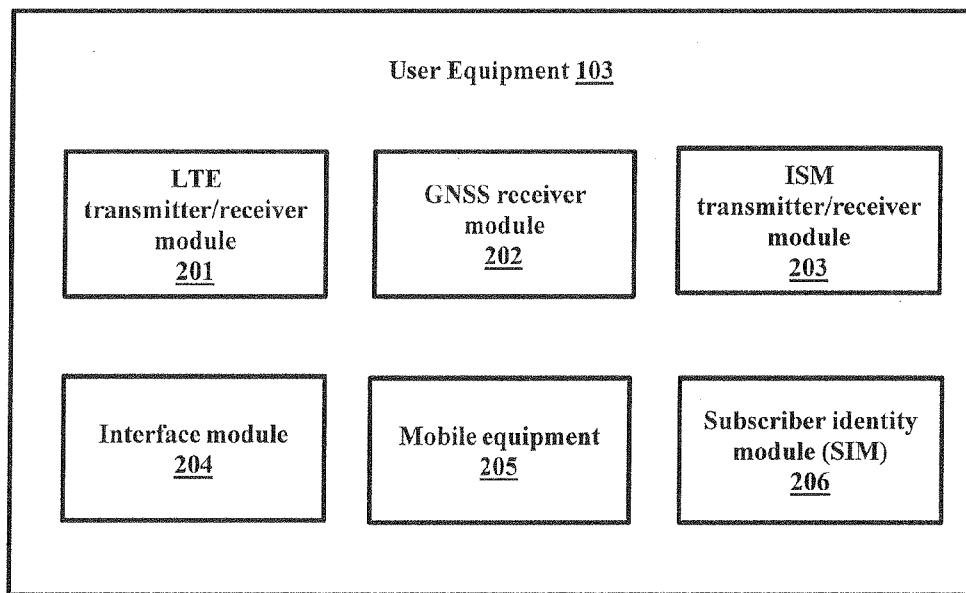 User Equipment 103
LTE
transmitter/receiver
module
201
GNSS receiver
module
202
ISM
transmitter/receiver
module
203
Interface module
204
Mobile equipment
205
Subscriber identity
module (SIM)
206